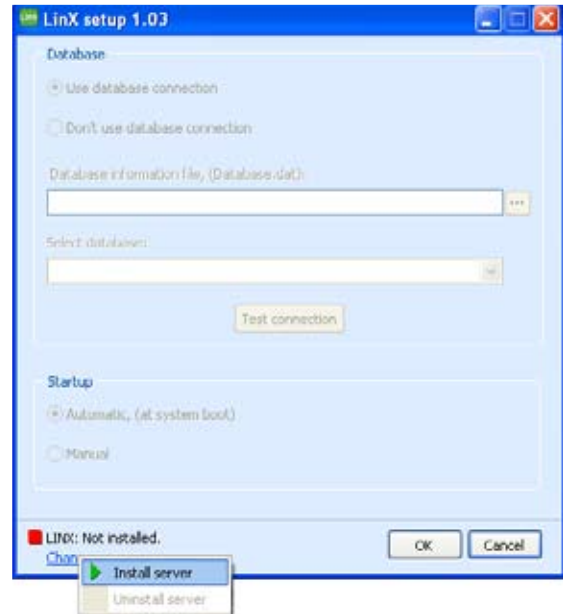 LinX setup 1.03
Database
Use database connection
Don't use database connection
Database information file, (Database.dat):
...
Select database:
Test connection
Startup
Automatic, (at system boot)
Manual
LINX: Not installed.
OK
Cancel
Chan
Install server
Uninstall server